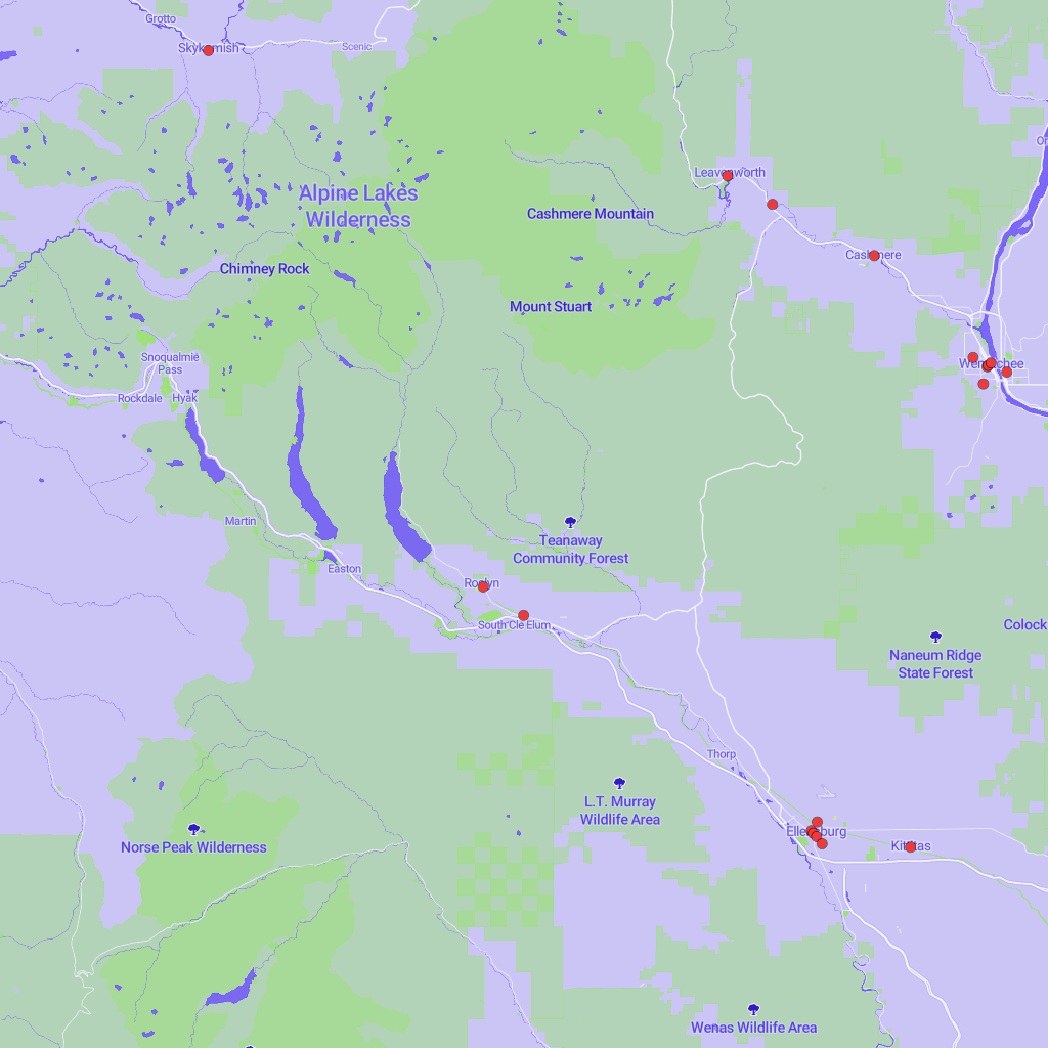 Grotto
Skykomish
Scenic
Leavenworth
Alpine Lakes
Wilderness
Cashmere Mountain
Cashmere
Chimney Rock
Mount Stuart
Snoqualmie
Pass
Wenatchee
Rockdale
Hyak
Martin
Teanaway
Community Forest
Easton
Roslyn
South Cle Elum
Colock
Naneum Ridge
State Forest
Thorp
L.T. Murray
Wildlife Area
Ellensburg
Norse Peak Wilderness
Kittitas
Wenas Wildlife Area